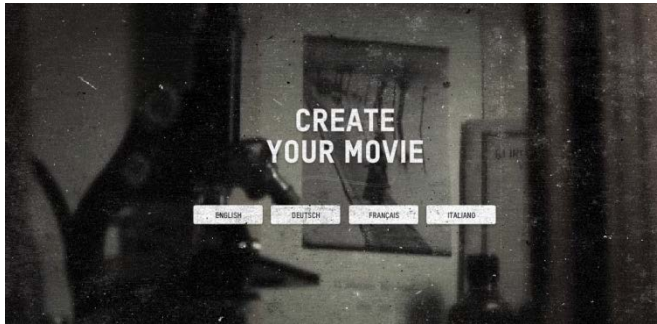 CREATE
YOUR MOVIE
ENGLISH
DEUTSCH
FRANÇAIS
ITALIANO